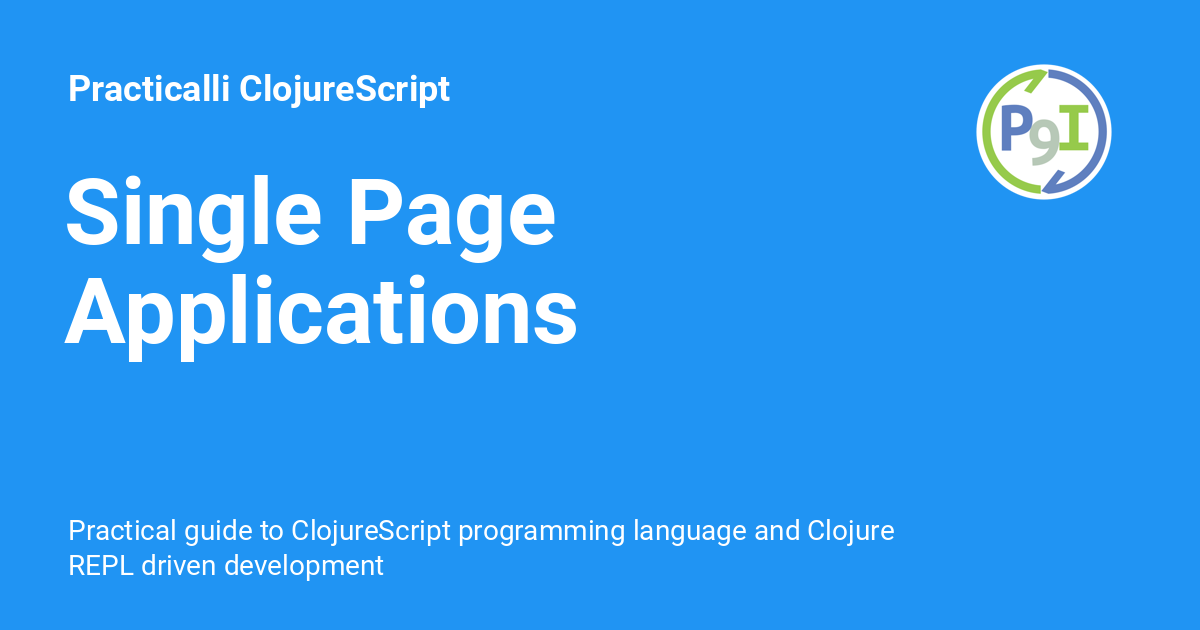 Practicalli ClojureScript
P9I
Single Page
Applications
Practical guide to ClojureScript programming language and Clojure
REPL driven development